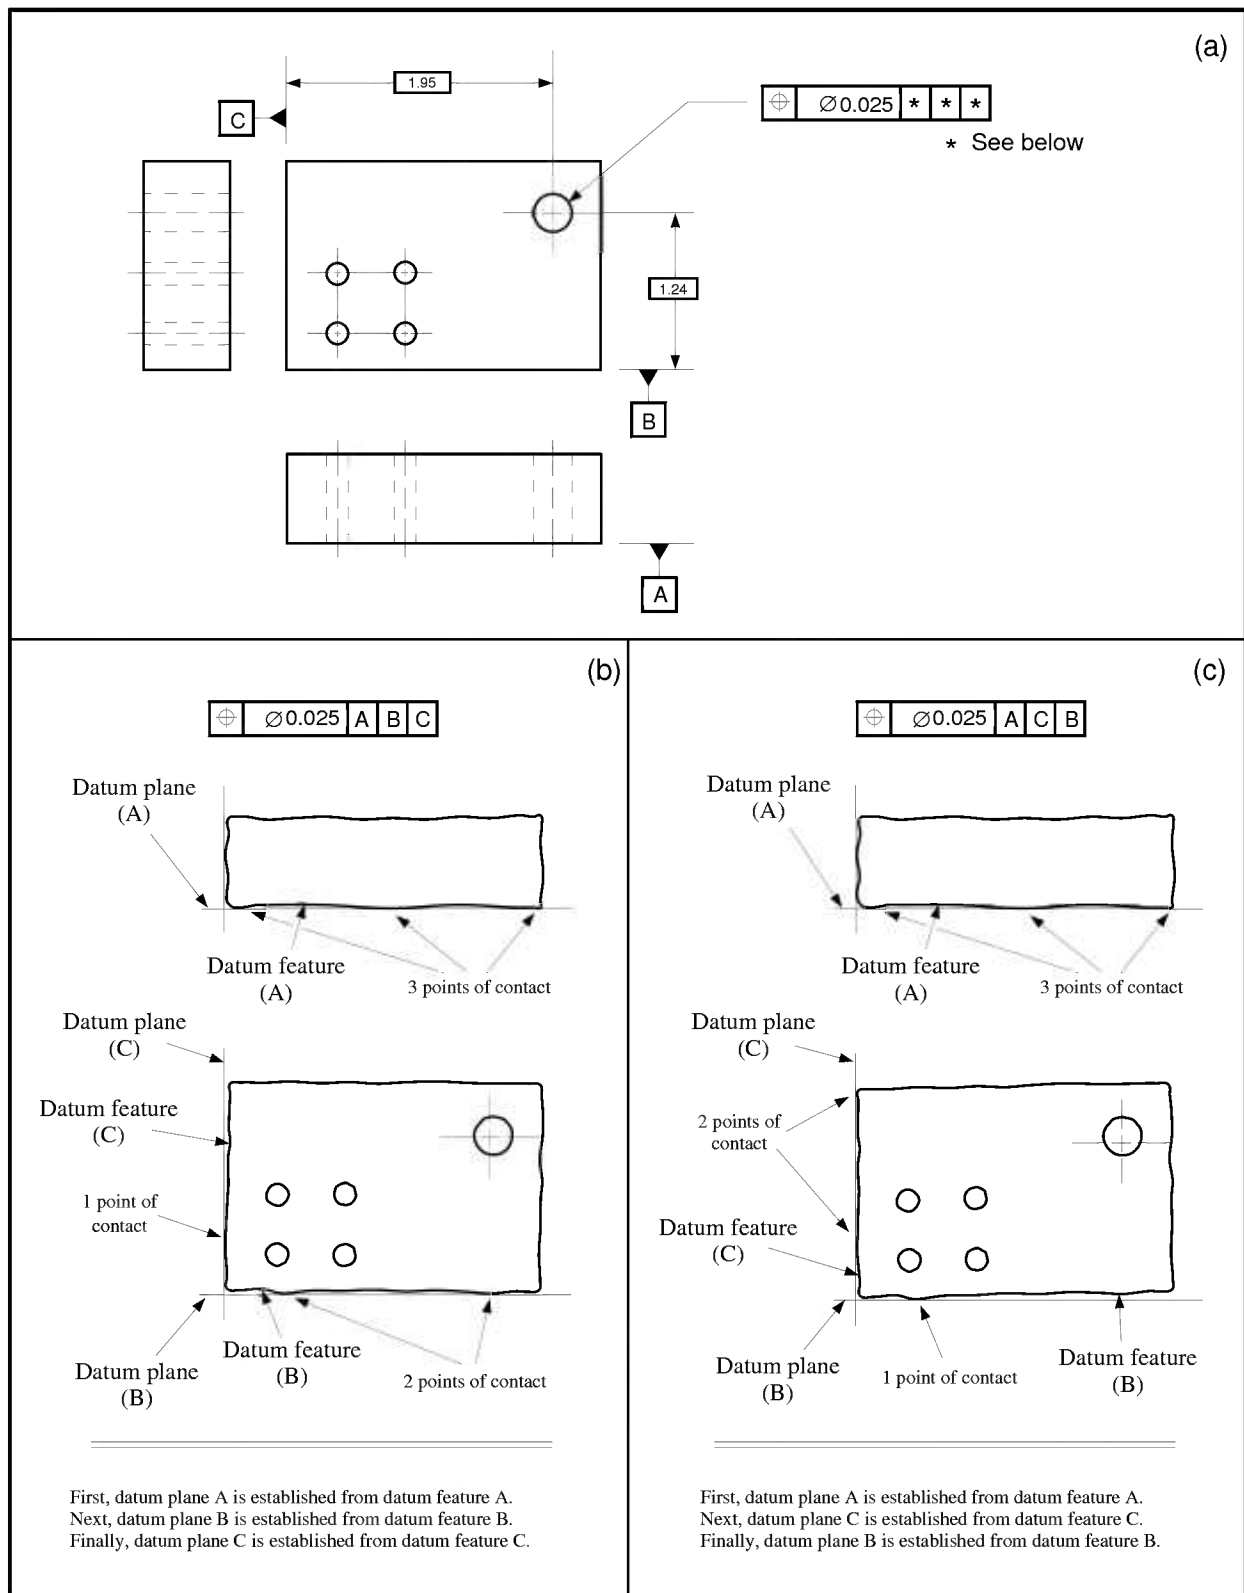 (a)
1.95
C
⌖ ∅0.025 * * *
* See below
1.24
B
A
(b)
⌖ ∅0.025 A B C
Datum plane
(A)
Datum feature
(A)
3 points of contact
Datum plane
(C)
Datum feature
(C)
1 point of
contact
Datum plane
(B)
Datum feature
(B)
2 points of contact
First, datum plane A is established from datum feature A.
Next, datum plane B is established from datum feature B.
Finally, datum plane C is established from datum feature C.
(c)
⌖ ∅0.025 A C B
Datum plane
(A)
Datum feature
(A)
3 points of contact
Datum plane
(C)
2 points of
contact
Datum feature
(C)
Datum plane
(B)
1 point of contact
Datum feature
(B)
First, datum plane A is established from datum feature A.
Next, datum plane C is established from datum feature C.
Finally, datum plane B is established from datum feature B.